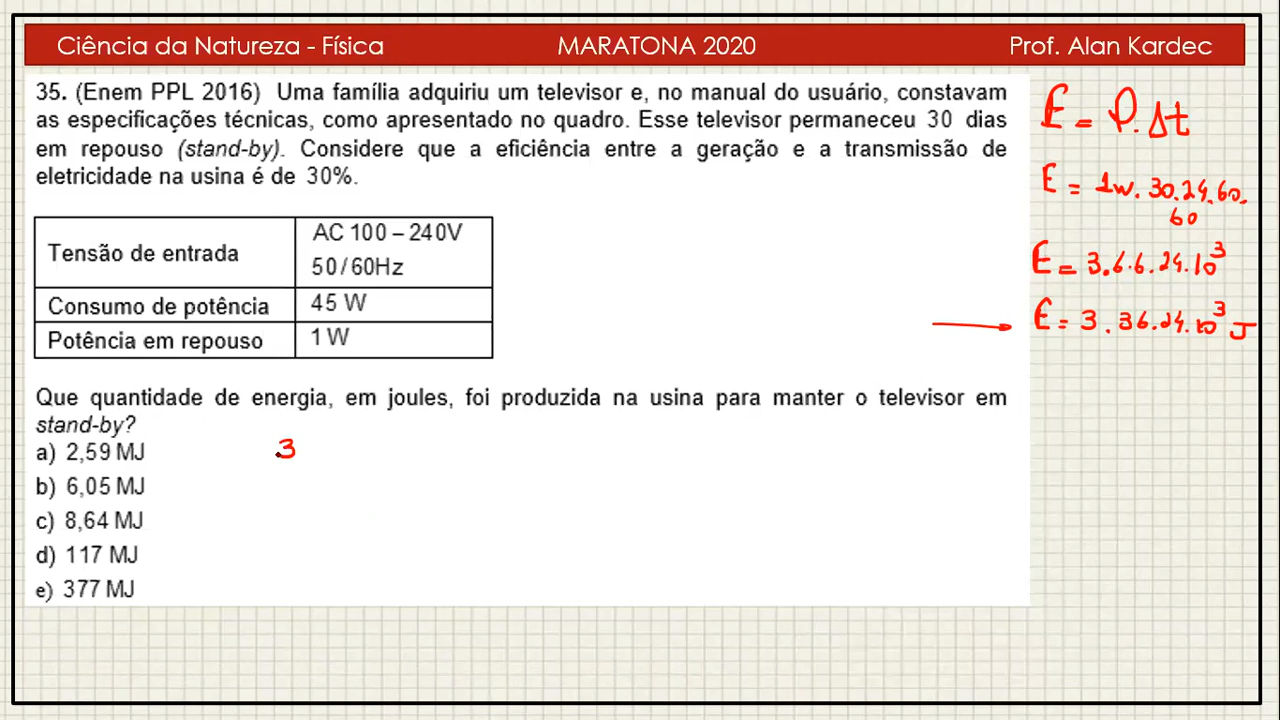 Ciência da Natureza - Física MARATONA 2020 Prof. Alan Kardec
35. (Enem PPL 2016) Uma família adquiriu um televisor e, no manual do usuário, constavam
as especificações técnicas, como apresentado no quadro. Esse televisor permaneceu 30 dias
em repouso (stand-by). Considere que a eficiência entre a geração e a transmissão de
eletricidade na usina é de 30%.
Tensão de entrada
AC 100 – 240V
50/60Hz
Consumo de potência 45 W
Potência em repouso 1 W
Que quantidade de energia, em joules, foi produzida na usina para manter o televisor em
stand-by?
a) 2,59 MJ
b) 6,05 MJ
c) 8,64 MJ
d) 117 MJ
e) 377 MJ
3
E = P.Δt
E = 1w. 30.24.60.
60
E = 3.6.6.24.10³
E = 3.36.24.10³ J